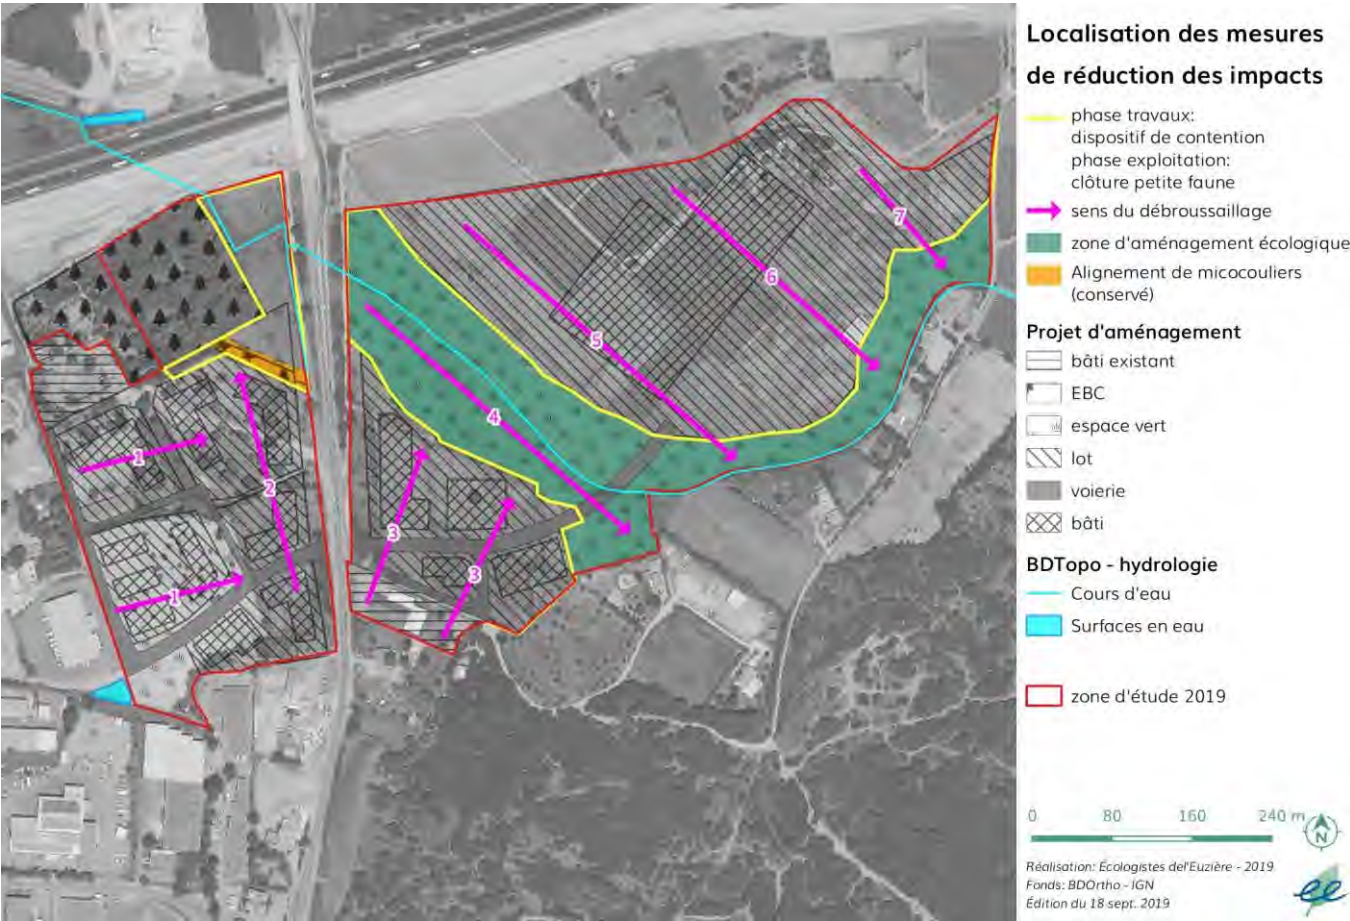 Localisation des mesures
de réduction des impacts
phase travaux:
dispositif de contention
phase exploitation:
clôture petite faune
sens du débroussaillage
zone d'aménagement écologique
Alignement de micocouliers
(conservé)
Projet d'aménagement
bâti existant
EBC
espace vert
lot
voierie
bâti
BDTopo - hydrologie
Cours d'eau
Surfaces en eau
zone d'étude 2019
0 80 160 240 m
N
Réalisation: Écologistes del'Euzière - 2019
Fonds: BDOrtho - IGN
Édition du 18 sept. 2019
ee
7
6
5
4
1
2
3
3
1